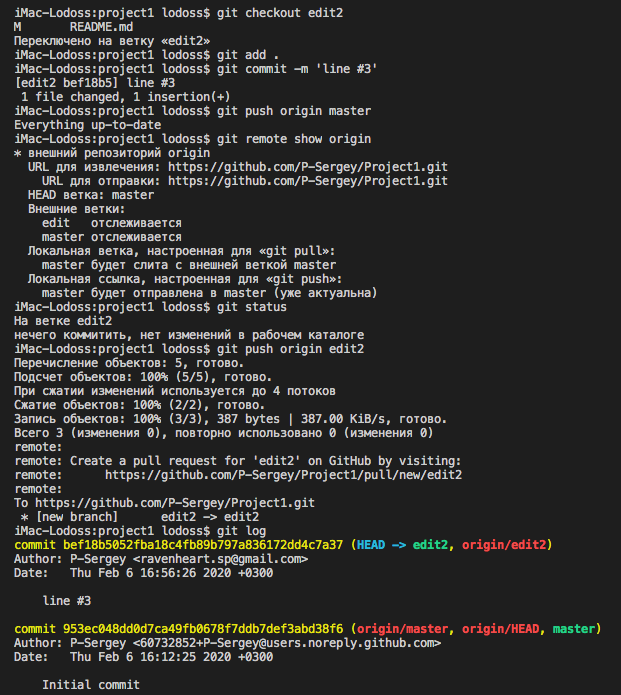 iMac-Lodoss:project1 lodoss$ git checkout edit2
M       README.md
Переключено на ветку «edit2»
iMac-Lodoss:project1 lodoss$ git add .
iMac-Lodoss:project1 lodoss$ git commit -m 'line #3'
[edit2 bef18b5] line #3
 1 file changed, 1 insertion(+)
iMac-Lodoss:project1 lodoss$ git push origin master
Everything up-to-date
iMac-Lodoss:project1 lodoss$ git remote show origin
* внешний репозиторий origin
  URL для извлечения: https://github.com/P-Sergey/Project1.git
    URL для отправки: https://github.com/P-Sergey/Project1.git
  HEAD ветка: master
  Внешние ветки:
    edit   отслеживается
    master отслеживается
  Локальная ветка, настроенная для «git pull»:
    master будет слита с внешней веткой master
  Локальная ссылка, настроенная для «git push»:
    master будет отправлена в master (уже актуальна)
iMac-Lodoss:project1 lodoss$ git status
На ветке edit2
нечего коммитить, нет изменений в рабочем каталоге
iMac-Lodoss:project1 lodoss$ git push origin edit2
Перечисление объектов: 5, готово.
Подсчет объектов: 100% (5/5), готово.
При сжатии изменений используется до 4 потоков
Сжатие объектов: 100% (2/2), готово.
Запись объектов: 100% (3/3), 387 bytes | 387.00 KiB/s, готово.
Всего 3 (изменения 0), повторно использовано 0 (изменения 0)
remote:
remote: Create a pull request for 'edit2' on GitHub by visiting:
remote:      https://github.com/P-Sergey/Project1/pull/new/edit2
remote:
To https://github.com/P-Sergey/Project1.git
 * [new branch]      edit2 -> edit2
iMac-Lodoss:project1 lodoss$ git log
commit bef18b5052fba18c4fb89b797a836172dd4c7a37 (HEAD -> edit2, origin/edit2)
Author: P-Sergey <ravenheart.sp@gmail.com>
Date:   Thu Feb 6 16:56:26 2020 +0300
    line #3
commit 953ec048dd0d7ca49fb0678f7ddb7def3abd38f6 (origin/master, origin/HEAD, master)
Author: P-Sergey <60732852+P-Sergey@users.noreply.github.com>
Date:   Thu Feb 6 16:12:25 2020 +0300
    Initial commit